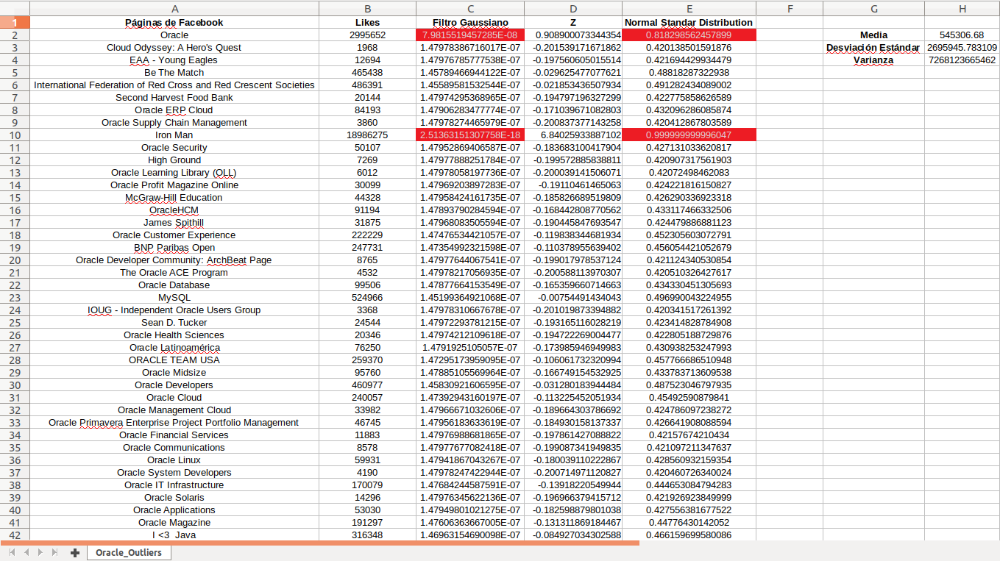 A B C D E F G H
1 Páginas de Facebook Likes Filtro Gaussiano Z Normal Standar Distribution
2 Oracle 2995652 7.9815519457285E-08 0.908900073344354 0.818298562457899 Media 545306.68
3 Cloud Odyssey: A Hero's Quest 1968 1.47978386716017E-07 -0.201539171671862 0.420138501591876 Desviación Estándar 2695945.783109
4 EAA - Young Eagles 12694 1.47976785777538E-07 -0.197560605015514 0.421694429934479 Varianza 7268123665462
5 Be The Match 465438 1.45789466944122E-07 -0.029625477077621 0.48818287322938
6 International Federation of Red Cross and Red Crescent Societies 486391 1.45589581532544E-07 -0.021853436507934 0.491282434089002
7 Second Harvest Food Bank 20144 1.47974295368965E-07 -0.194797196327299 0.422775858626589
8 Oracle ERP Cloud 84193 1.47906283477774E-07 -0.171039671082803 0.432096286085874
9 Oracle Supply Chain Management 3860 1.47978274465979E-07 -0.200837377143258 0.420412867803589
10 Iron Man 18986275 2.51363151307758E-18 6.84025933887102 0.999999999996047
11 Oracle Security 50107 1.47952869406587E-07 -0.183683100417904 0.427131033620817
12 High Ground 7269 1.47977888251784E-07 -0.199572885838811 0.420907317561903
13 Oracle Learning Library (OLL) 6012 1.47978058197736E-07 -0.200039141506071 0.42072498462083
14 Oracle Profit Magazine Online 30099 1.47969203897283E-07 -0.19110461465063 0.424221816150827
15 McGraw-Hill Education 44328 1.47958424161735E-07 -0.185826689519809 0.426290336923318
16 OracleHCM 91194 1.47893790284594E-07 -0.168442808770562 0.433117466332506
17 James Spithill 31875 1.47968083505594E-07 -0.190445847693547 0.424479886881123
18 Oracle Customer Experience 222229 1.47476534421057E-07 -0.119838344681934 0.452305603072791
19 BNP Paribas Open 247731 1.47354992321598E-07 -0.110378955639402 0.456054421052679
20 Oracle Developer Community: ArchBeat Page 8765 1.47977644067541E-07 -0.199017978537124 0.421124340530854
21 The Oracle ACE Program 4532 1.47978217056935E-07 -0.200588113970307 0.420510326427617
22 Oracle Database 99506 1.47877664153549E-07 -0.165359660714663 0.434330451305693
23 MySQL 524966 1.45199364921068E-07 -0.00754491434043 0.496990043224955
24 IOUG - Independent Oracle Users Group 3368 1.47978310667678E-07 -0.201019873394882 0.420341517261392
25 Sean D. Tucker 24544 1.47972293781215E-07 -0.193165116028219 0.423414828784908
26 Oracle Health Sciences 20346 1.47974212109618E-07 -0.194722269004477 0.422805188729876
27 Oracle Latinoamérica 76250 1.4791925105057E-07 -0.173985946949983 0.430938253247993
28 ORACLE TEAM USA 259370 1.47295173959095E-07 -0.106061732320994 0.457766686510948
29 Oracle Midsize 95760 1.47885105569964E-07 -0.166749154532925 0.433783713609538
30 Oracle Developers 460977 1.45830921606595E-07 -0.031280183944484 0.487523046797935
31 Oracle Cloud 240057 1.47392943160197E-07 -0.113225452051934 0.45492590879841
32 Oracle Management Cloud 33982 1.47966671032606E-07 -0.189664303786692 0.424786097238272
33 Oracle Primavera Enterprise Project Portfolio Management 46745 1.47956183633619E-07 -0.184930158137337 0.426641908088594
34 Oracle Financial Services 11883 1.47976988681865E-07 -0.197861427088822 0.42157674210434
35 Oracle Communications 8578 1.47977677082418E-07 -0.199087341949835 0.421097211347637
36 Oracle Linux 59931 1.47941867043267E-07 -0.180039110222867 0.428560932159354
37 Oracle System Developers 4190 1.47978247422944E-07 -0.200714971120827 0.420460726340024
38 Oracle IT Infrastructure 170079 1.47684244587591E-07 -0.13918220549944 0.444653084794283
39 Oracle Solaris 14296 1.47976345622136E-07 -0.196966379415712 0.421926923849999
40 Oracle Applications 53030 1.47949801021275E-07 -0.182598879801038 0.427556381677522
41 Oracle Magazine 191297 1.47606363667005E-07 -0.131311869184467 0.44776430142052
42 I <3 Java 316348 1.46963154690098E-07 -0.084927034302588 0.466159699580086
Oracle_Outliers